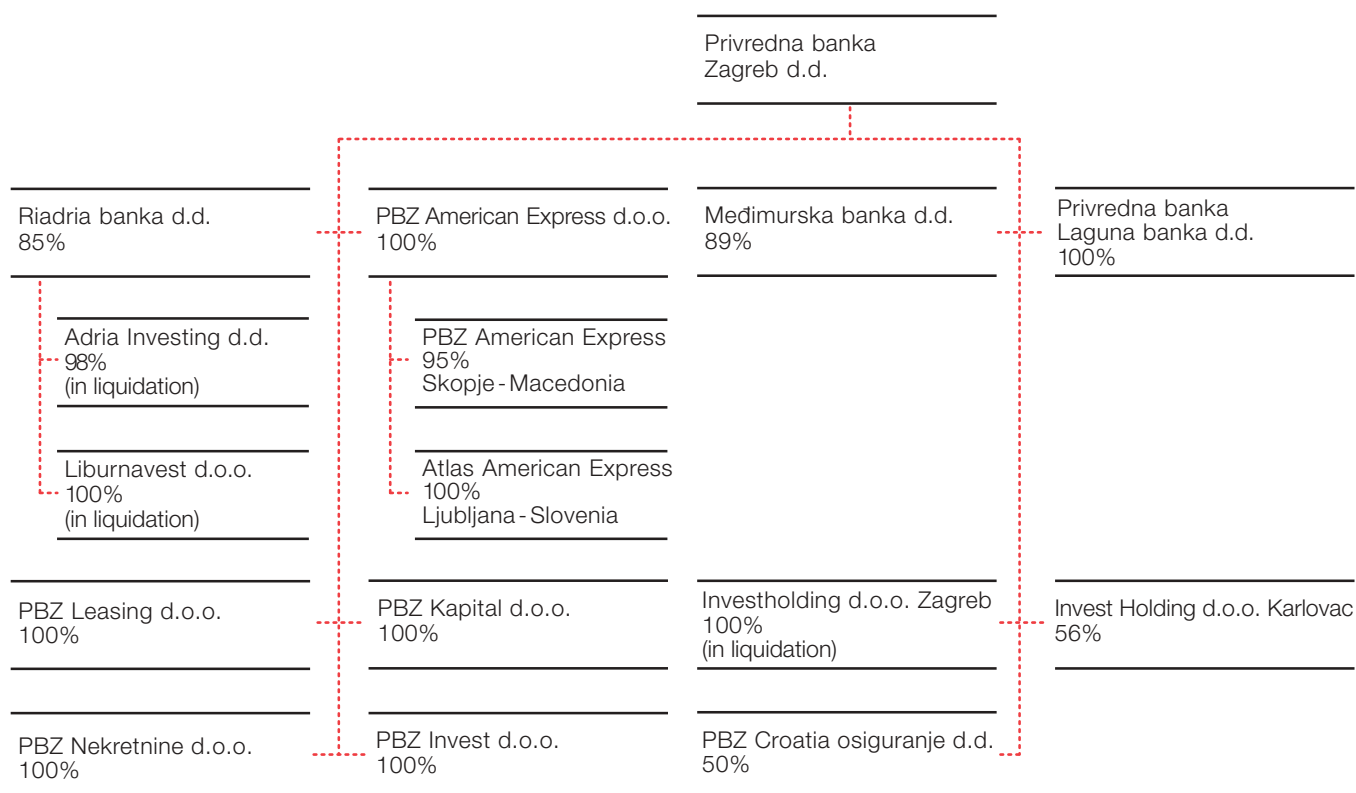 Privredna banka
Zagreb d.d.
Riadria banka d.d.
85%
PBZ American Express d.o.o.
100%
Međimurska banka d.d.
89%
Privredna banka
Laguna banka d.d.
100%
Adria Investing d.d.
98%
(in liquidation)
PBZ American Express
95%
Skopje - Macedonia
Liburnavest d.o.o.
100%
(in liquidation)
Atlas American Express
100%
Ljubljana - Slovenia
PBZ Leasing d.o.o.
100%
PBZ Kapital d.o.o.
100%
Investholding d.o.o. Zagreb
100%
(in liquidation)
Invest Holding d.o.o. Karlovac
56%
PBZ Nekretnine d.o.o.
100%
PBZ Invest d.o.o.
100%
PBZ Croatia osiguranje d.d.
50%